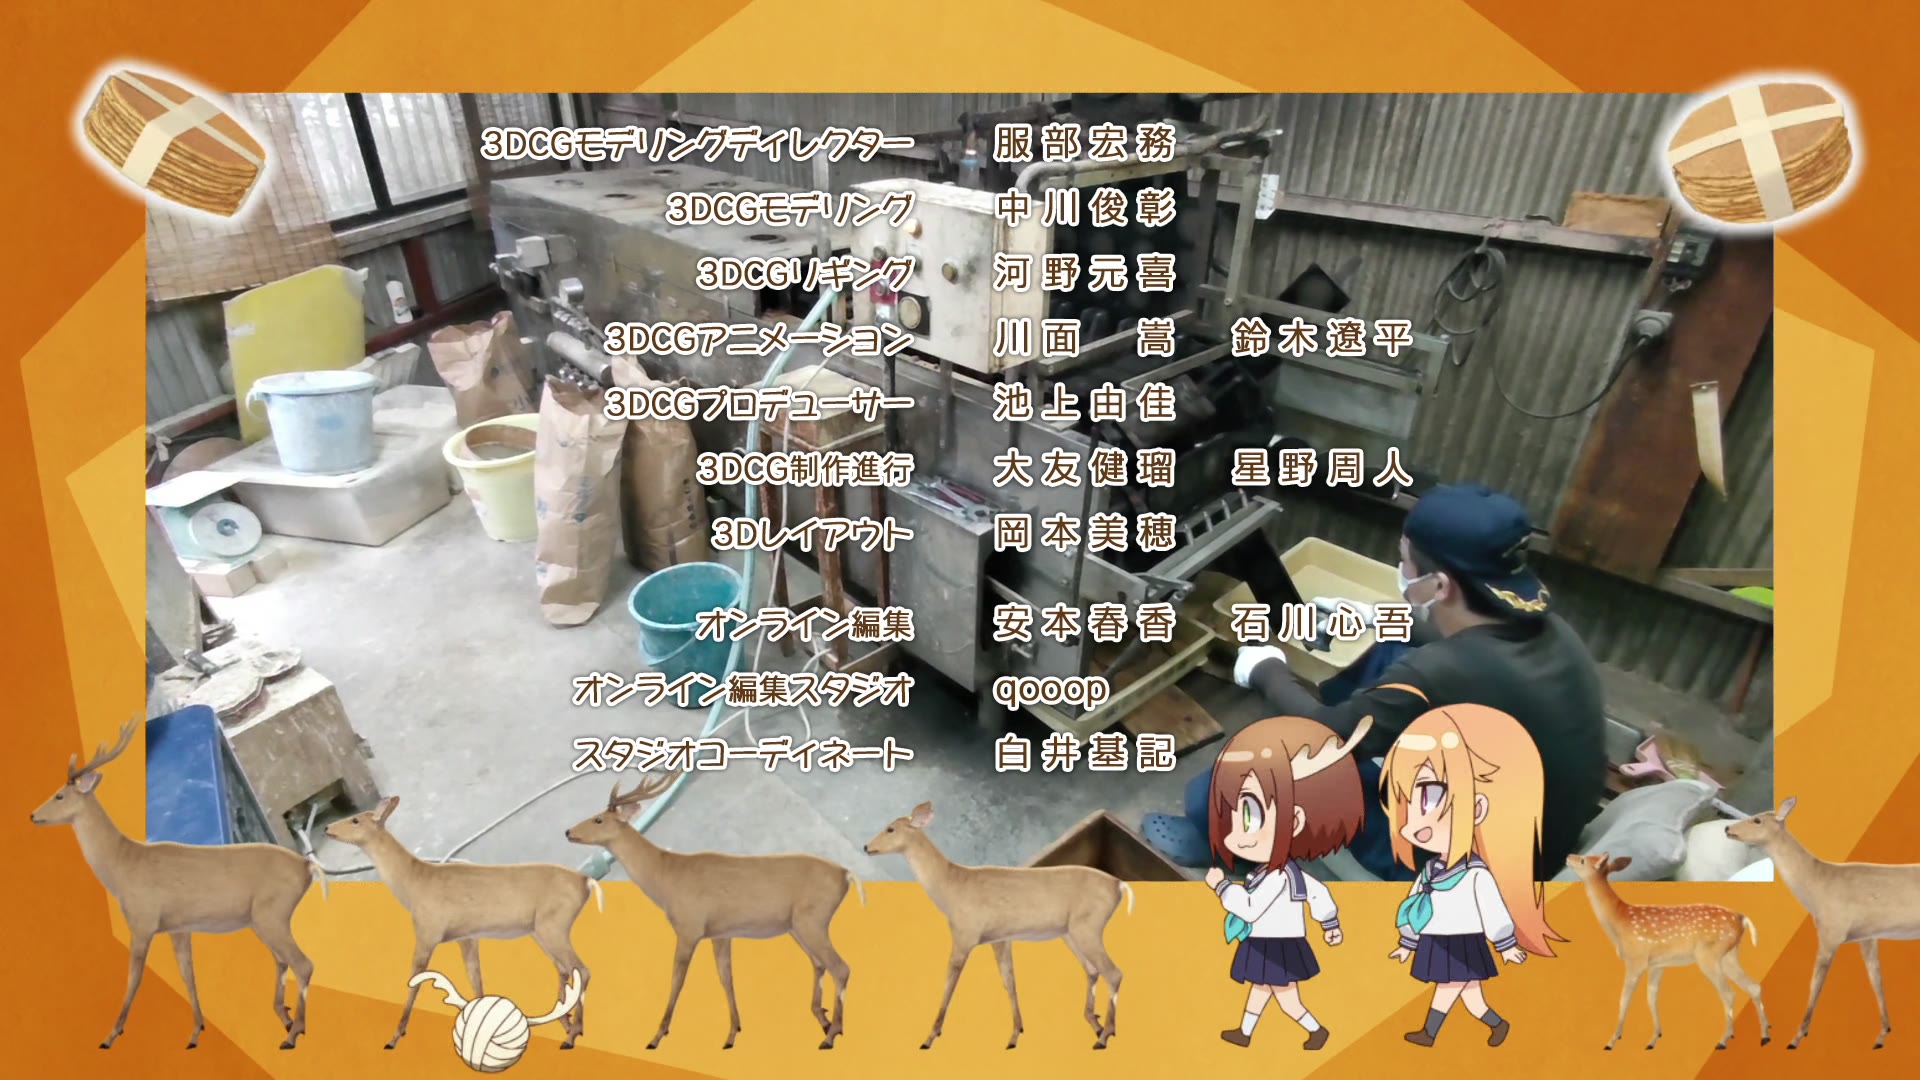 3DCGモデリングディレクター 服部宏務
3DCGモデリング 中川俊彰
3DCGリギング 河野元喜
3DCGアニメーション 川面 嵩 鈴木遼平
3DCGプロデューサー 池上由佳
3DCG制作進行 大友健瑠 星野周人
3Dレイアウト 岡本美穂
オンライン編集 安本春香 石川心吾
オンライン編集スタジオ qooop
スタジオコーディネート 白井基記